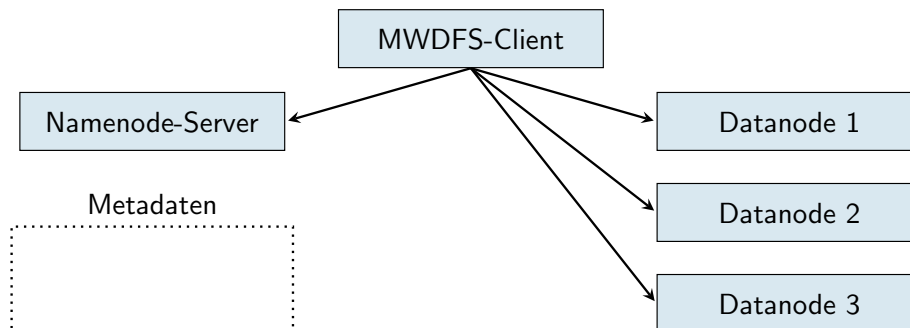 MWDFS-Client
Namenode-Server
Datanode 1
Metadaten
Datanode 2
Datanode 3